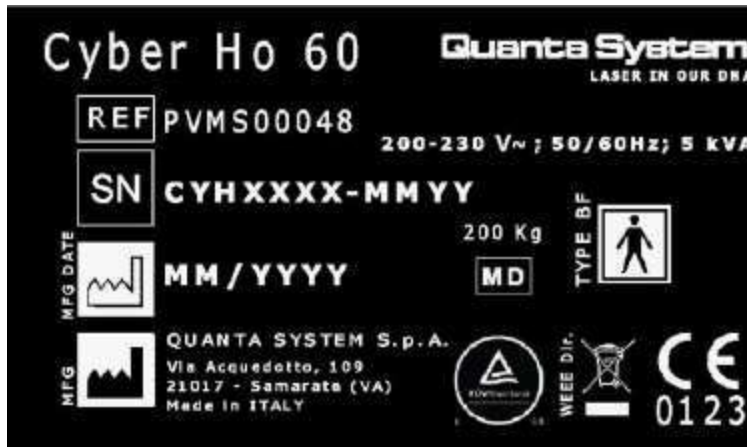 Cyber Ho 60
Quanta System
LASER IN OUR DNA
REF PVMS00048
200-230 V~ ; 50/60Hz; 5 kVA
SN CYHXXXX-MMYY
TYPE BF
200 Kg
MFG DATE
MM/YYYY
MD
MFG
QUANTA SYSTEM S.p.A.
Via Acquedotto, 109
21017 - Samarate (VA)
Made in ITALY
WEEE Dir.
CE
0123